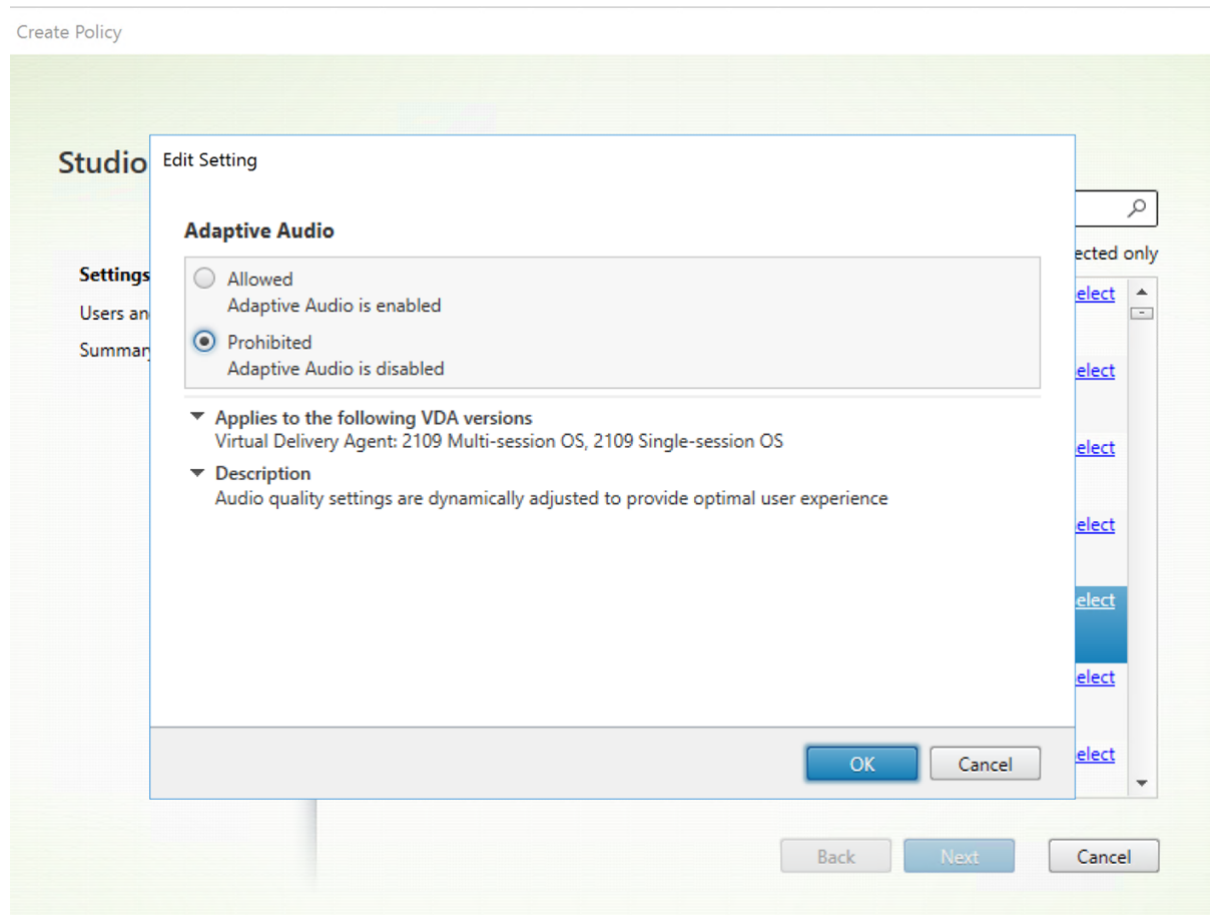 Create Policy
Studio
Edit Setting
Adaptive Audio
Allowed
Adaptive Audio is enabled
Prohibited
Adaptive Audio is disabled
Applies to the following VDA versions
Virtual Delivery Agent: 2109 Multi-session OS, 2109 Single-session OS
Description
Audio quality settings are dynamically adjusted to provide optimal user experience
OK
Cancel
Settings
Users an
Summary
ected only
elect
elect
elect
elect
elect
elect
elect
Back
Next
Cancel